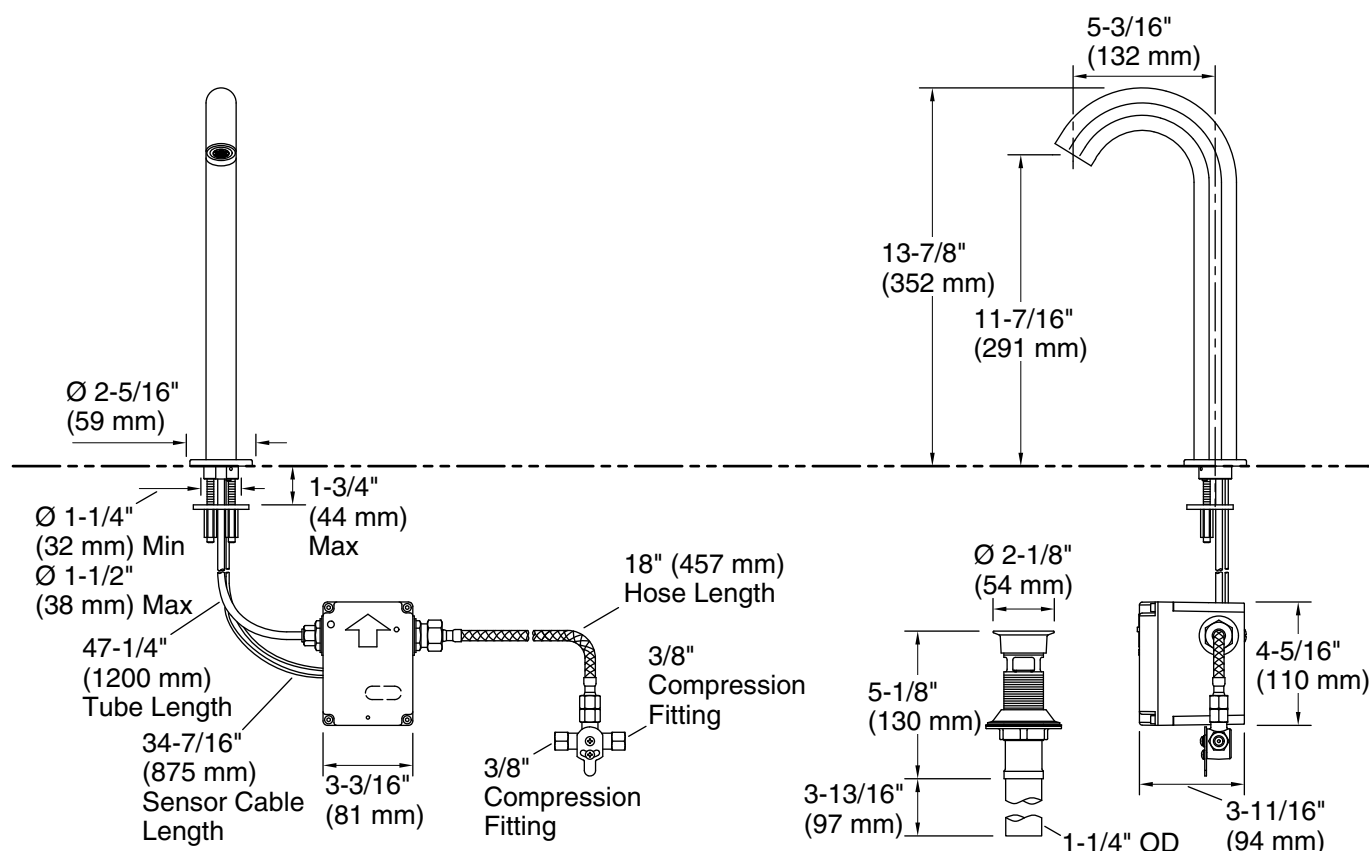 5-3/16"
(132 mm)
13-7/8"
(352 mm)
11-7/16"
(291 mm)
Ø 2-5/16"
(59 mm)
1-3/4"
(44 mm)
Max
Ø 1-1/4"
(32 mm) Min
Ø 1-1/2"
(38 mm) Max
47-1/4"
(1200 mm)
Tube Length
34-7/16"
(875 mm)
Sensor Cable
Length
3-3/16"
(81 mm)
18" (457 mm)
Hose Length
3/8"
Compression
Fitting
3/8"
Compression
Fitting
Ø 2-1/8"
(54 mm)
5-1/8"
(130 mm)
3-13/16"
(97 mm)
1-1/4" OD
4-5/16"
(110 mm)
3-11/16"
(94 mm)